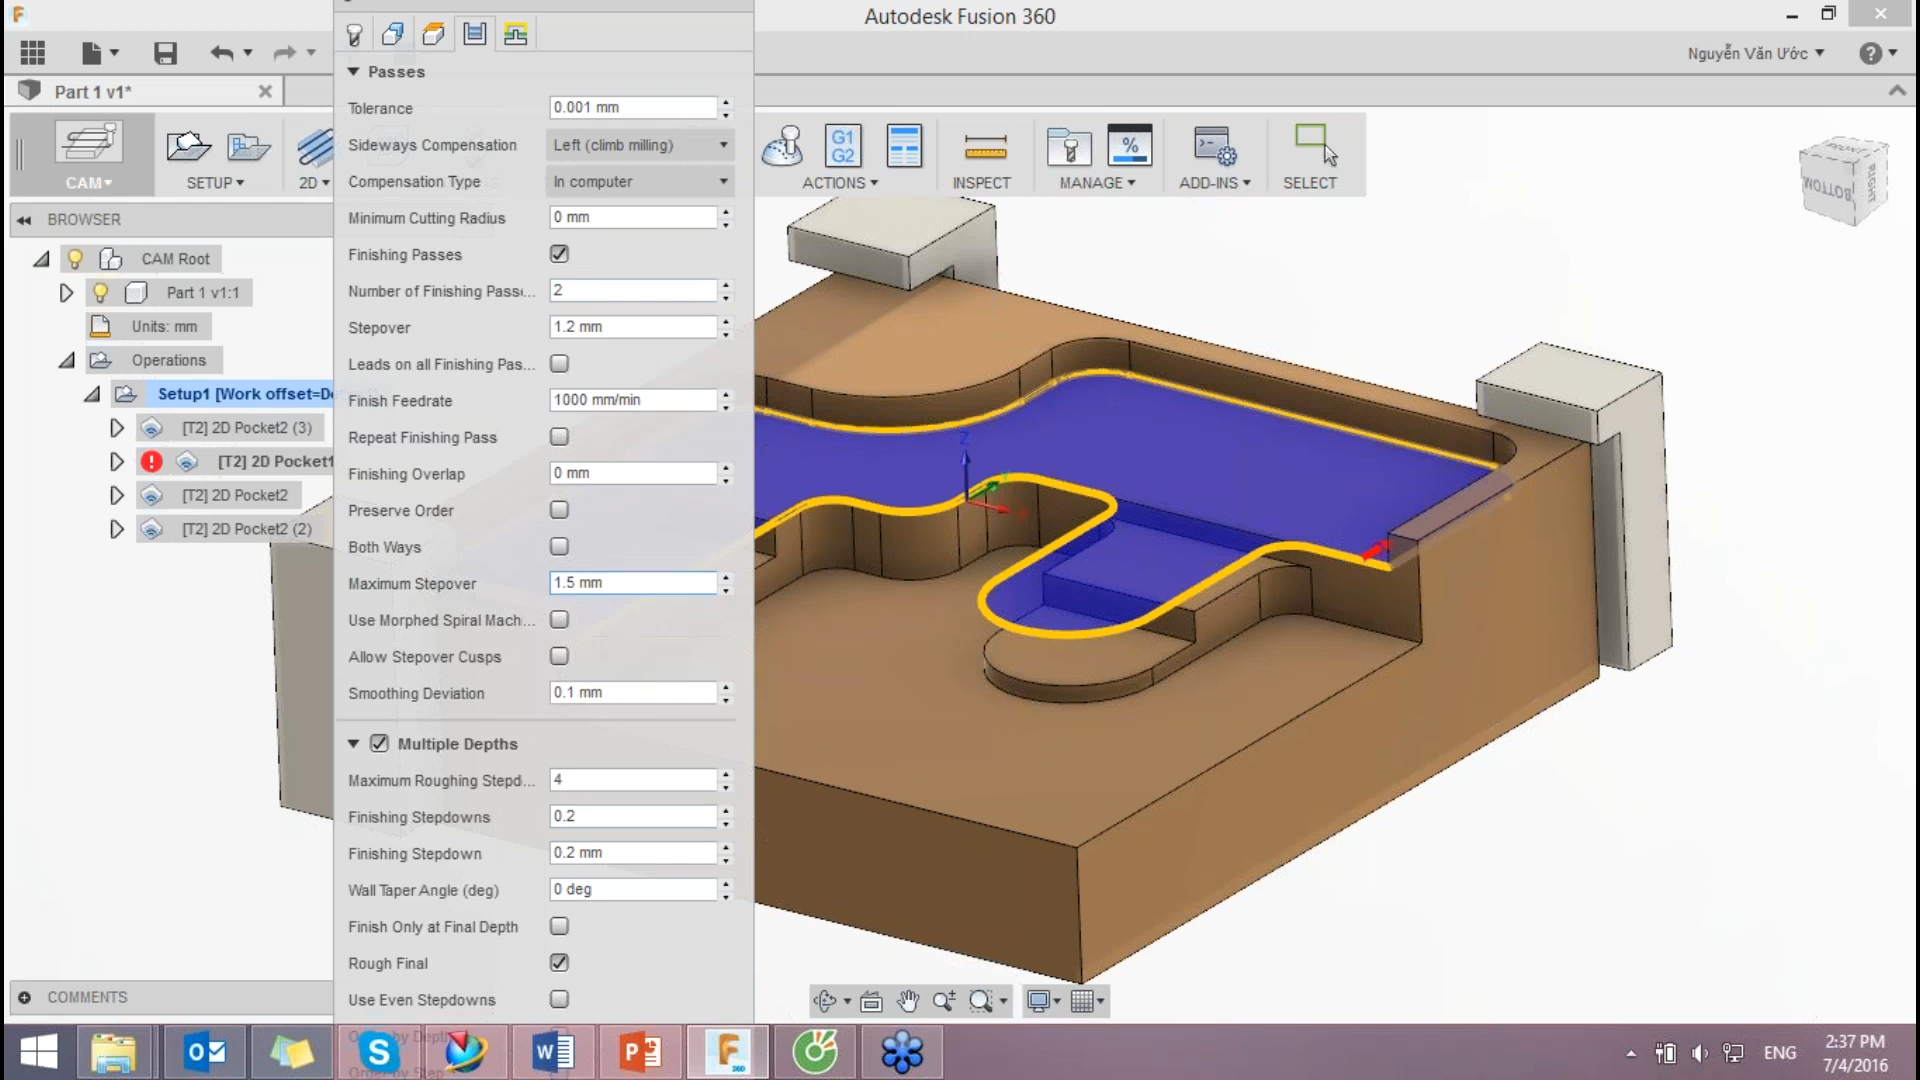 Autodesk Fusion 360
Nguyễn Văn Ước
Part 1 v1*
CAM
SETUP
2D
ACTIONS
INSPECT
MANAGE
ADD-INS
SELECT
G1
G2
%
BROWSER
CAM Root
Part 1 v1:1
Units: mm
Operations
Setup1 [Work offset=De
[T2] 2D Pocket2 (3)
[T2] 2D Pocket1
[T2] 2D Pocket2
[T2] 2D Pocket2 (2)
COMMENTS
Passes
Tolerance 0.001 mm
Sideways Compensation Left (climb milling)
Compensation Type In computer
Minimum Cutting Radius 0 mm
Finishing Passes
Number of Finishing Passe... 2
Stepover 1.2 mm
Leads on all Finishing Pas...
Finish Feedrate 1000 mm/min
Repeat Finishing Pass
Finishing Overlap 0 mm
Preserve Order
Both Ways
Maximum Stepover 1.5 mm
Use Morphed Spiral Mach...
Allow Stepover Cusps
Smoothing Deviation 0.1 mm
Multiple Depths
Maximum Roughing Stepd... 4
Finishing Stepdowns 0.2
Finishing Stepdown 0.2 mm
Wall Taper Angle (deg) 0 deg
Finish Only at Final Depth
Rough Final
Use Even Stepdowns
Order by Step
FRONT
RIGHT
BOTTOM
Z
ENG
2:37 PM
7/4/2016